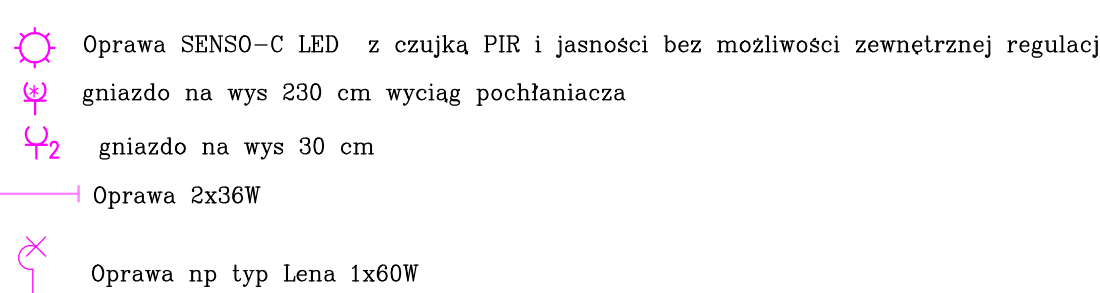 Oprawa SENSO-C LED z czujką PIR i jasności bez możliwości zewnętrznej regulacj
gniazdo na wys 230 cm wyciąg pochłaniacza
2 gniazdo na wys 30 cm
Oprawa 2x36W
Oprawa np typ Lena 1x60W